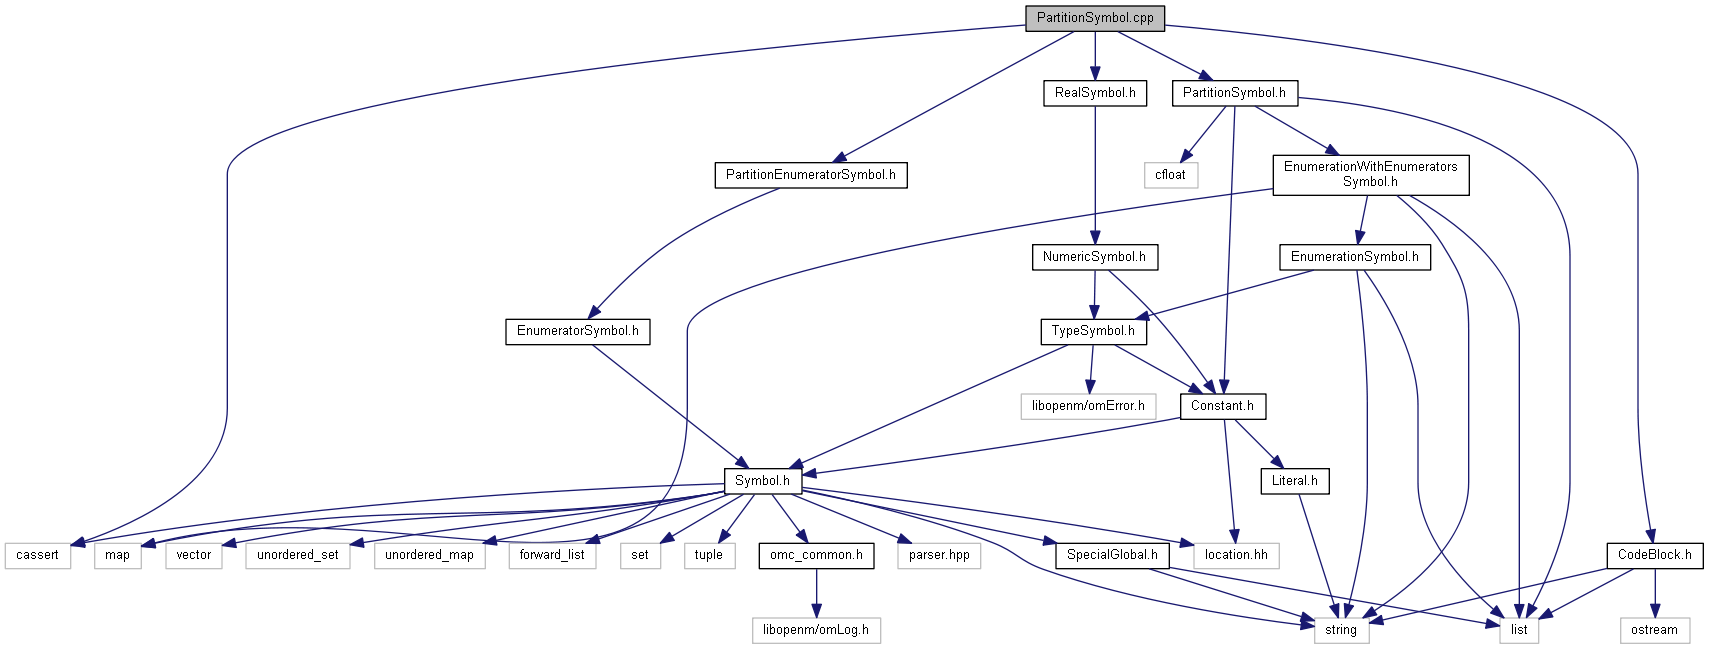 PartitionSymbol.cpp
RealSymbol.h
PartitionSymbol.h
PartitionEnumeratorSymbol.h
cfloat
EnumerationWithEnumerators
Symbol.h
NumericSymbol.h
EnumerationSymbol.h
EnumeratorSymbol.h
TypeSymbol.h
libopenm/omError.h
Constant.h
Symbol.h
Literal.h
cassert
map
vector
unordered_set
unordered_map
forward_list
set
tuple
omc_common.h
parser.hpp
SpecialGlobal.h
location.hh
CodeBlock.h
libopenm/omLog.h
string
list
ostream